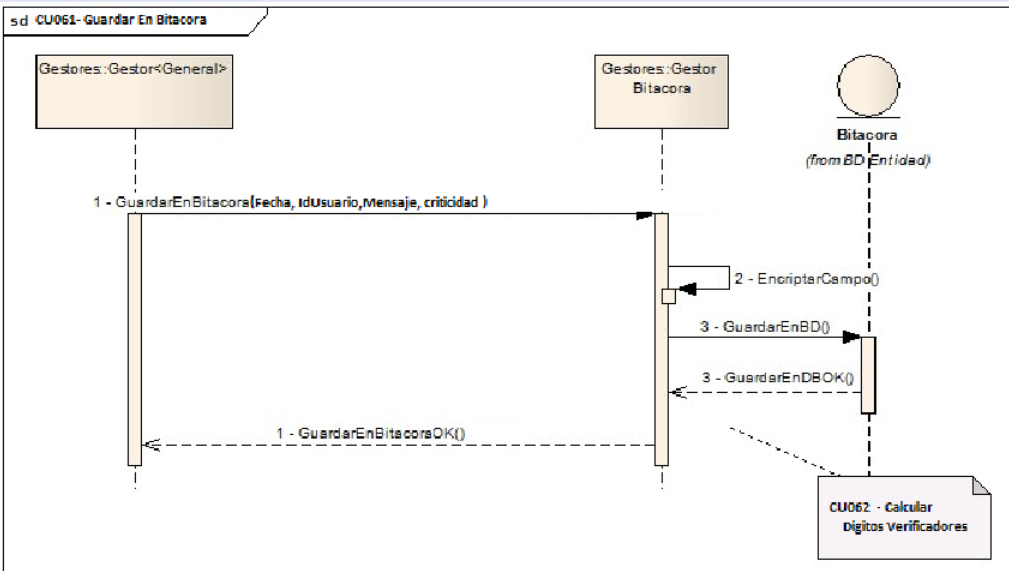 sd CU061- Guardar En Bitacora
Gestores::Gestor<General>
Gestores::Gestor
Bitacora
Bitacora
(from BD Entidad)
1 - GuardarEnBitacora(Fecha, IdUsuario,Mensaje, criticidad )
2 - EncriptarCampo()
3 - GuardarEnBD()
3 - GuardarEnDBOK()
1 - GuardarEnBitacoraOK()
CU062 - Calcular
Digitos Verificadores